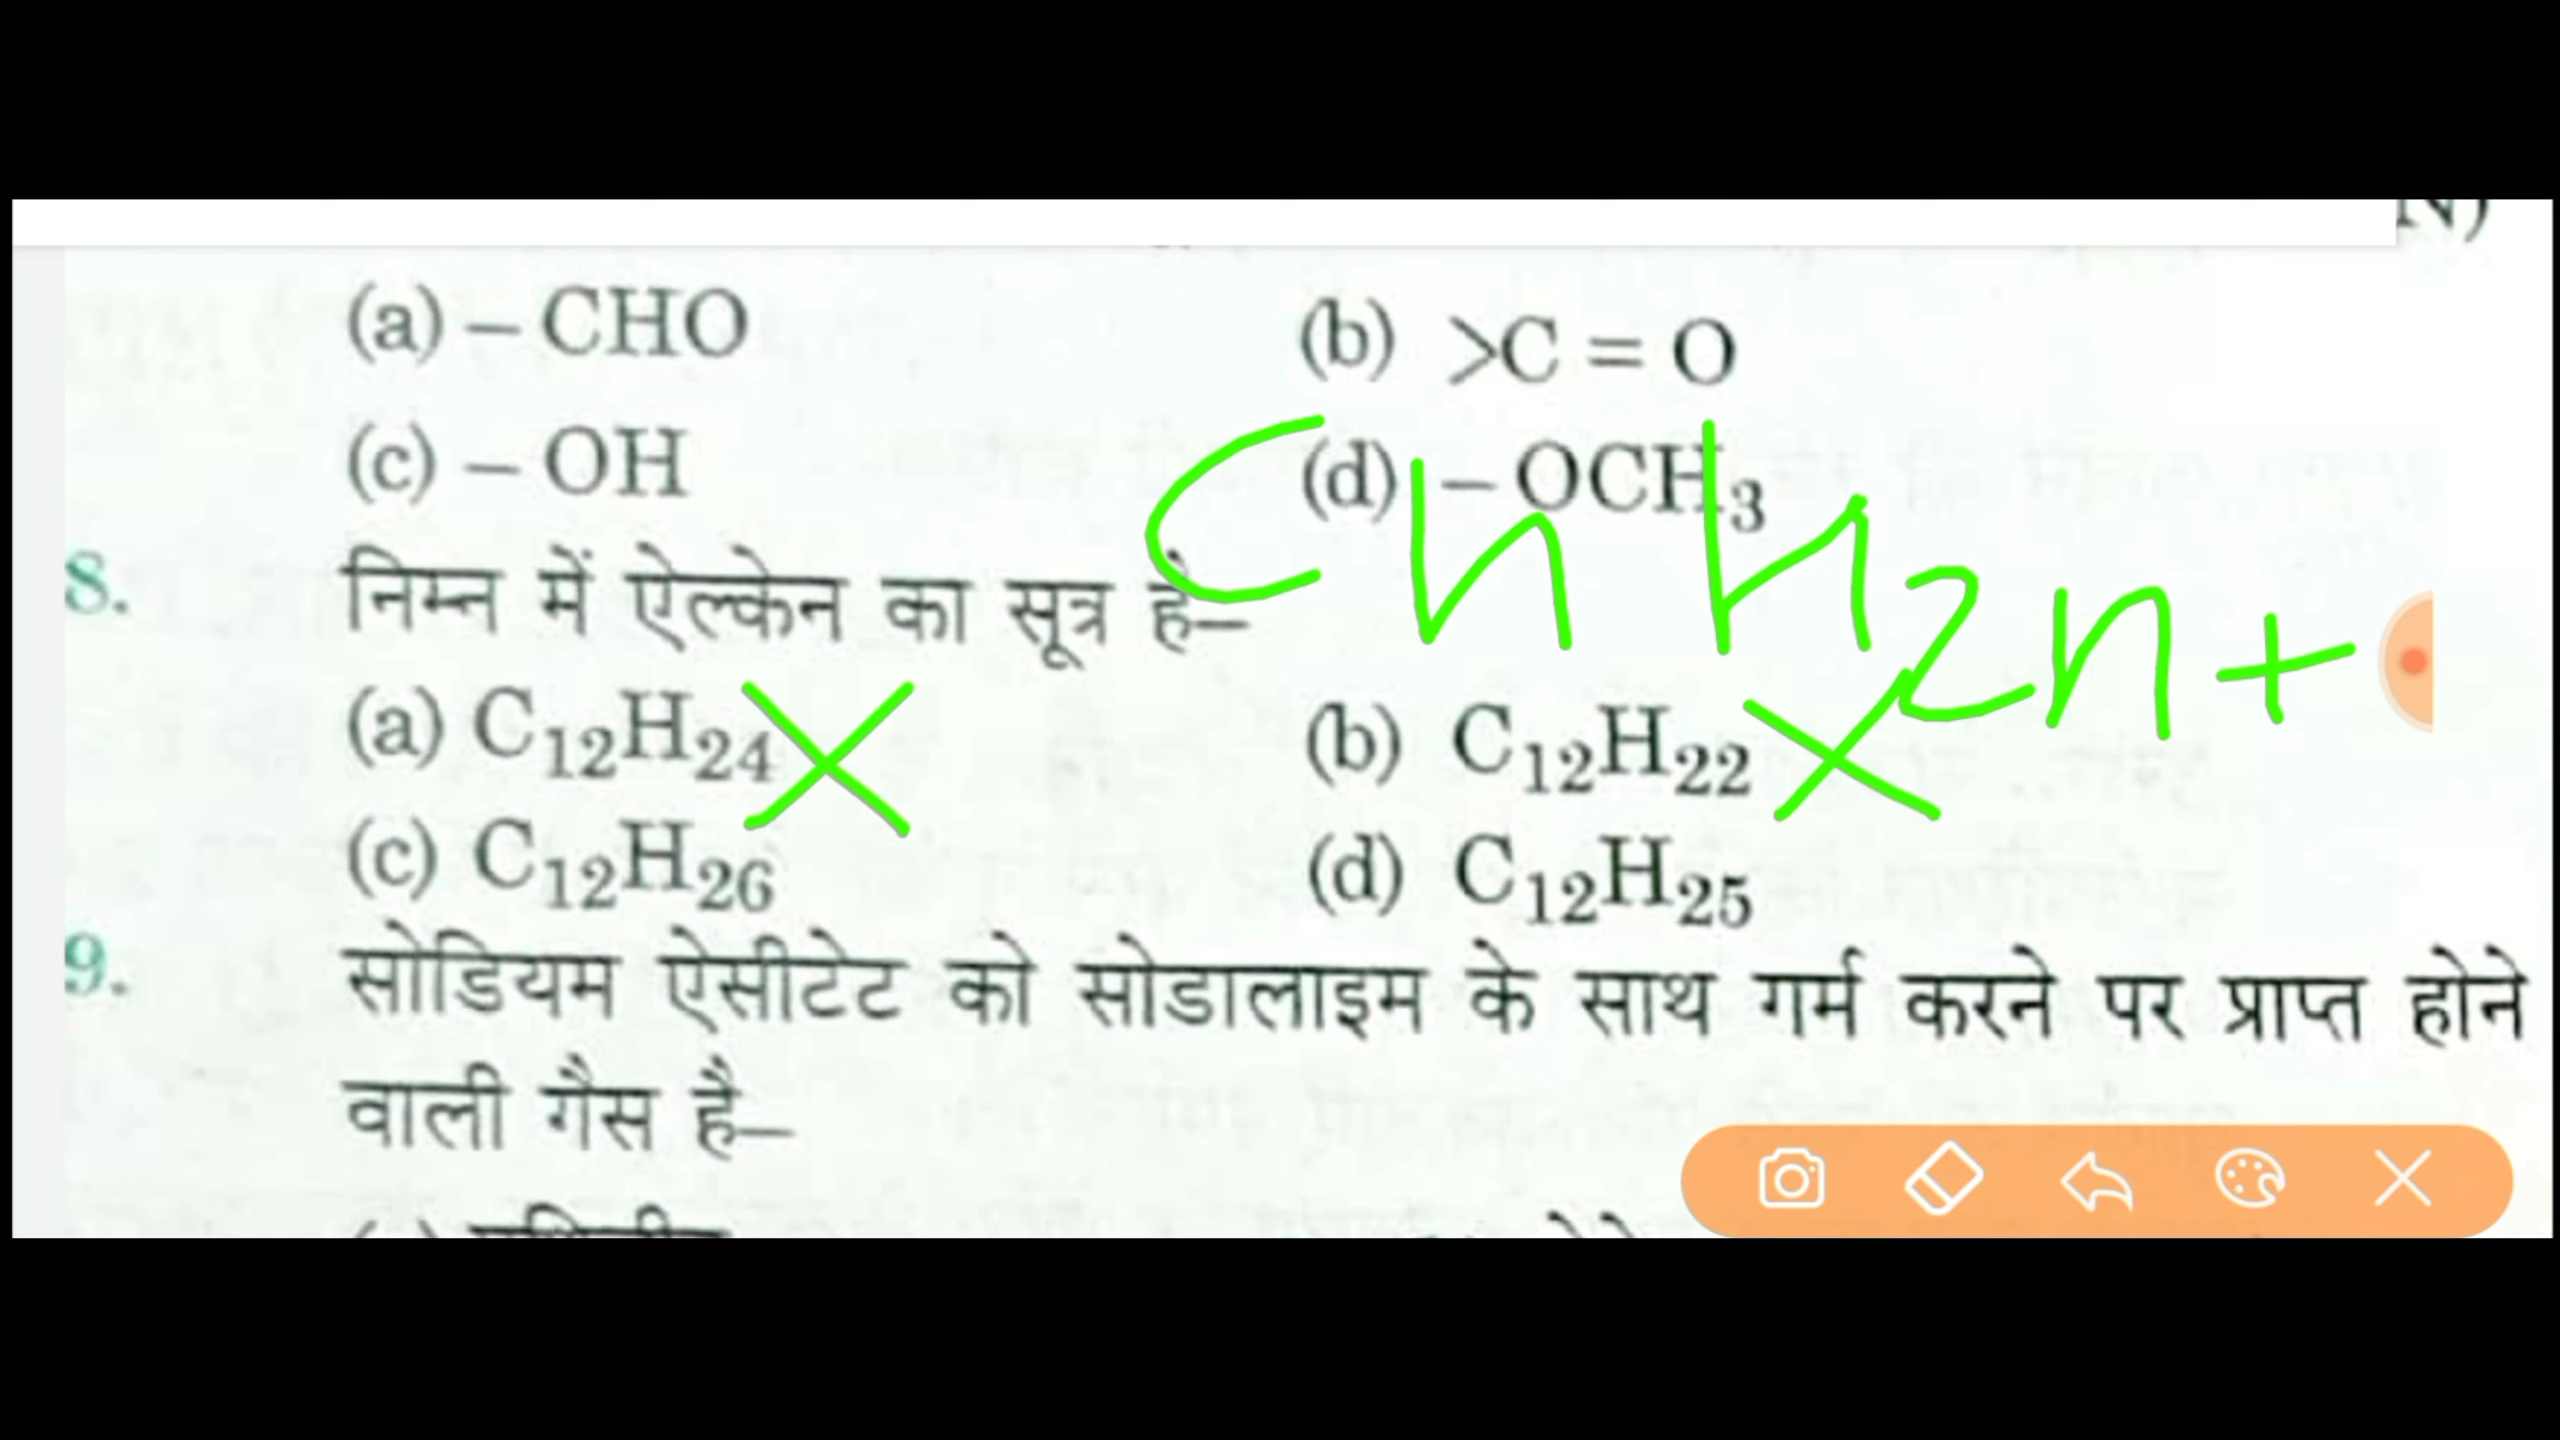 N)
(a) – CHO (b) >C = O
(c) – OH (d) – OCH3
CnH2n+
8. निम्न में ऐल्केन का सूत्र है–
(a) C12H24 (b) C12H22
(c) C12H26 (d) C12H25
9. सोडियम ऐसीटेट को सोडालाइम के साथ गर्म करने पर प्राप्त होने
वाली गैस है–